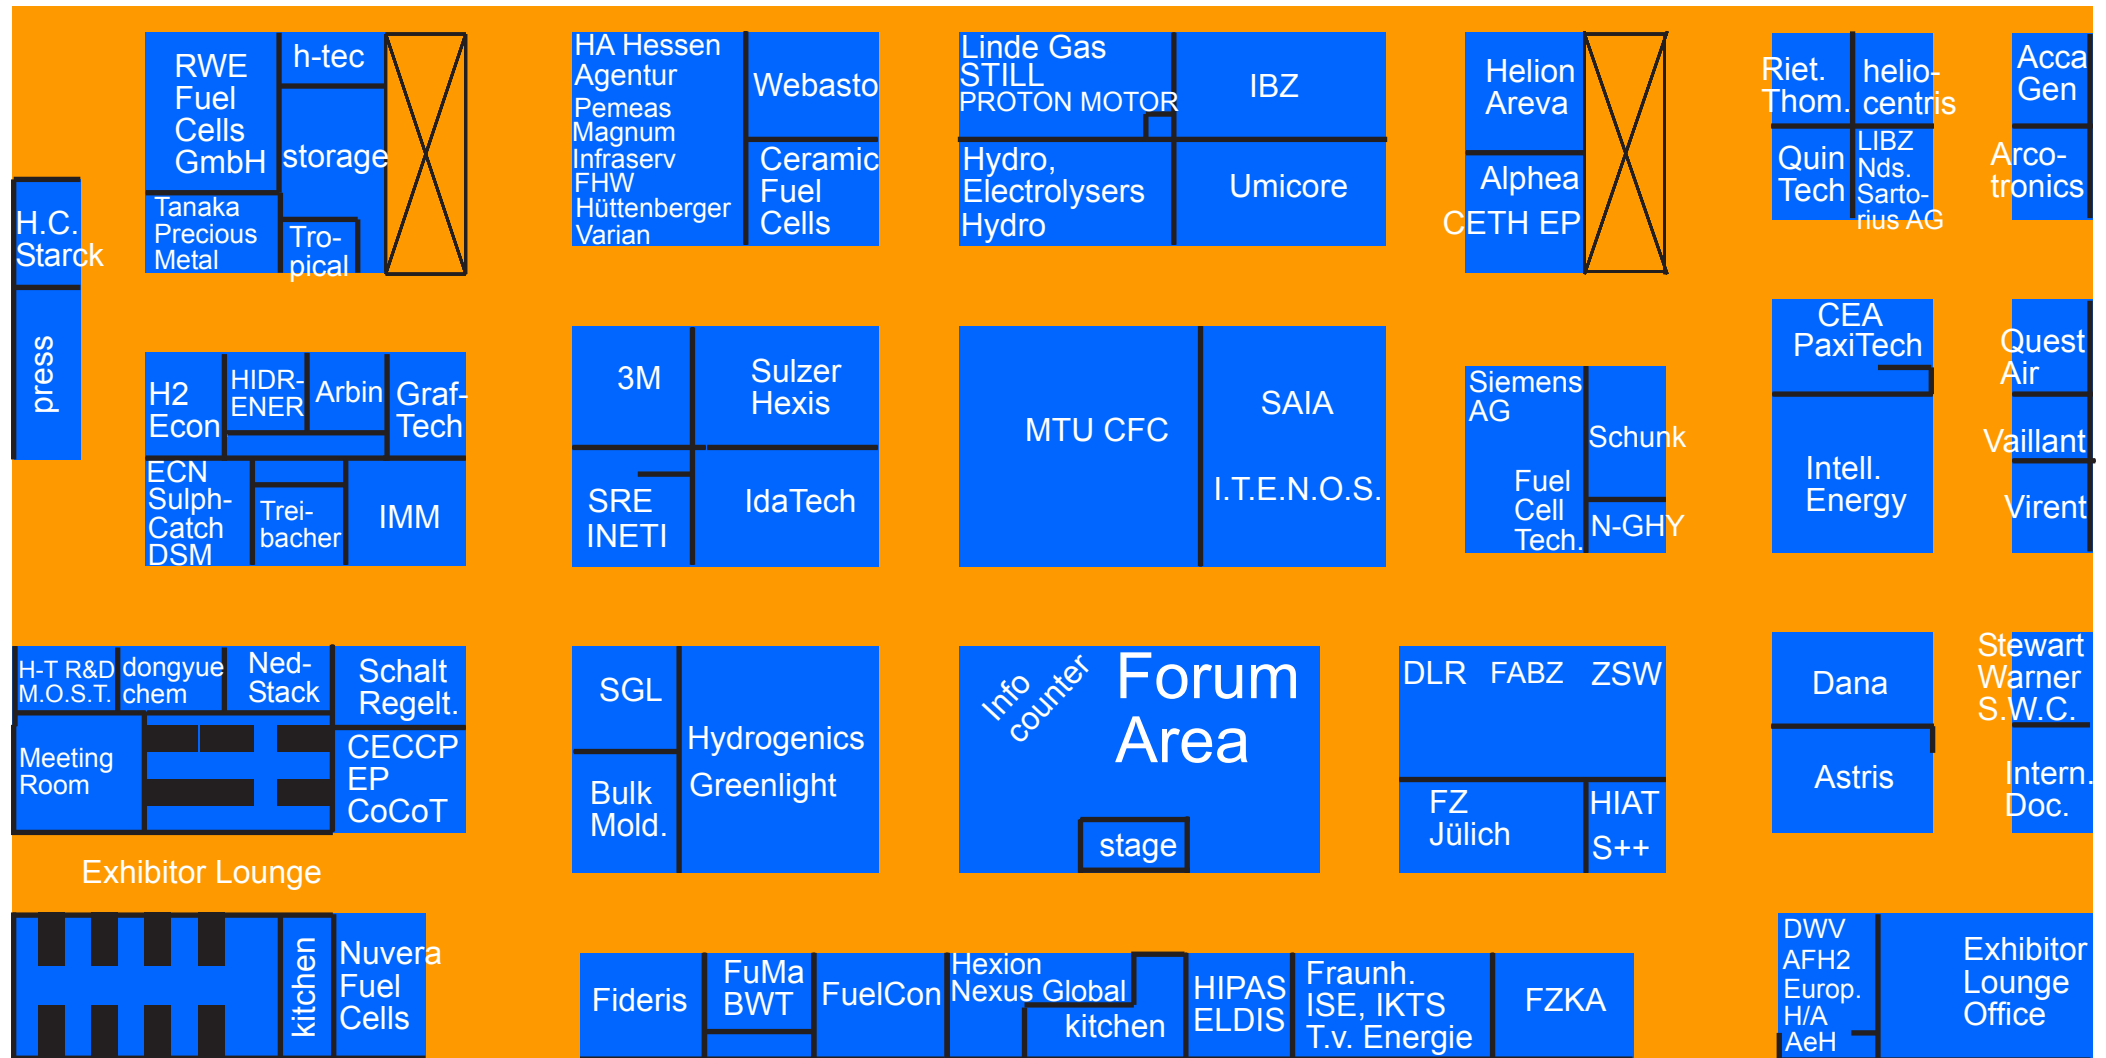 RWE
Fuel
Cells
GmbH
h-tec
storage
Tanaka
Precious
Metal
Tro-
pical
H.C.
Starck
press
HA Hessen
Agentur
Pemeas
Magnum
Infraserv
FHW
Hüttenberger
Varian
Webasto
Ceramic
Fuel
Cells
Linde Gas
STILL
PROTON MOTOR
IBZ
Hydro,
Electrolysers
Hydro
Umicore
Helion
Areva
Alphea
CETH EP
Riet.
Thom.
helio-
centris
Quin
Tech
LIBZ
Nds.
Sarto-
rius AG
Acca
Gen
Arco-
tronics
H2
Econ
HIDR-
ENER
Arbin
Graf-
Tech
ECN
Sulph-
Catch
DSM
Trei-
bacher
IMM
3M
Sulzer
Hexis
SRE
INETI
IdaTech
MTU CFC
SAIA
I.T.E.N.O.S.
Siemens
AG
Fuel
Cell
Tech.
Schunk
N-GHY
CEA
PaxiTech
Intell.
Energy
Quest
Air
Vaillant
Virent
H-T R&D
M.O.S.T.
dongyue
chem
Ned-
Stack
Schalt
Regelt.
Meeting
Room
CECCP
EP
CoCoT
SGL
Bulk
Mold.
Hydrogenics
Greenlight
Info
counter
Forum
Area
stage
DLR FABZ ZSW
FZ
Jülich
HIAT
S++
Dana
Astris
Stewart
Warner
S.W.C.
Intern.
Doc.
Exhibitor Lounge
kitchen
Nuvera
Fuel
Cells
Fideris
FuMa
BWT
FuelCon
Hexion
Nexus Global
kitchen
HIPAS
ELDIS
Fraunh.
ISE, IKTS
T.v. Energie
FZKA
DWV
AFH2
Europ.
H/A
AeH
Exhibitor
Lounge
Office